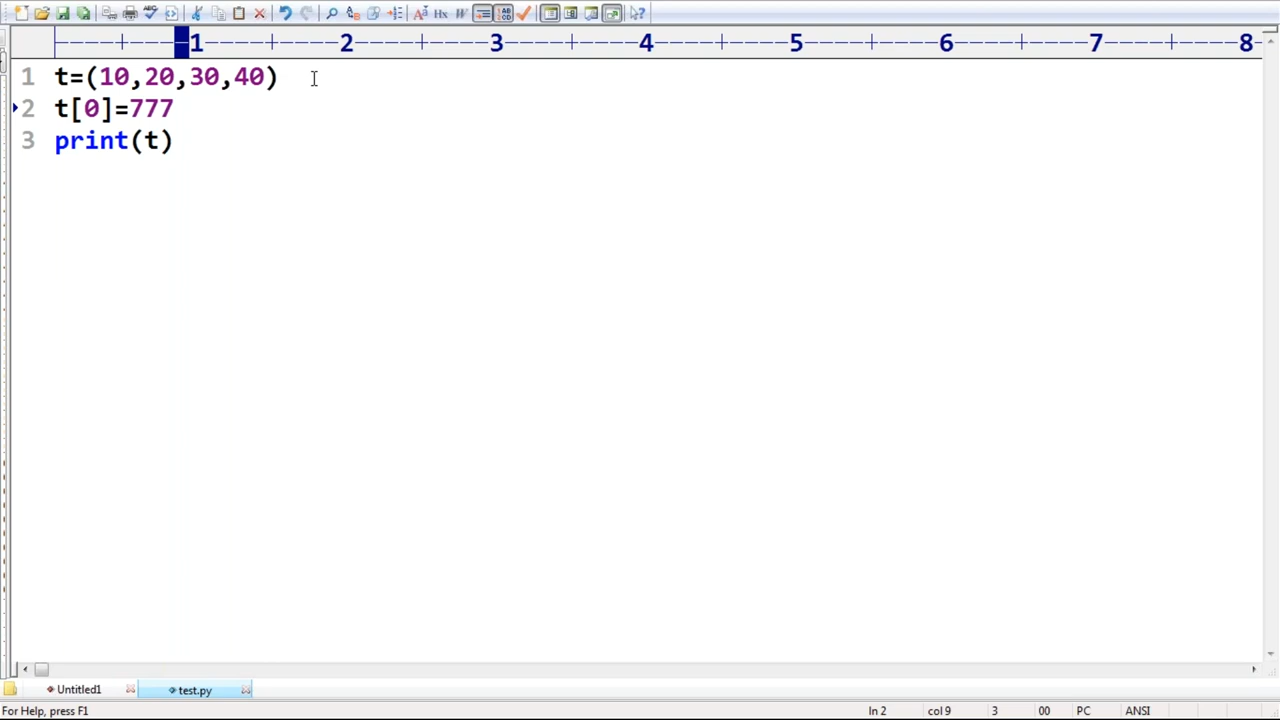 1 2 3 4 5 6 7 8
1 t=(10,20,30,40)
2 t[0]=777
3 print(t)
Untitled1 test.py
For Help, press F1 ln 2 col 9 3 00 PC ANSI